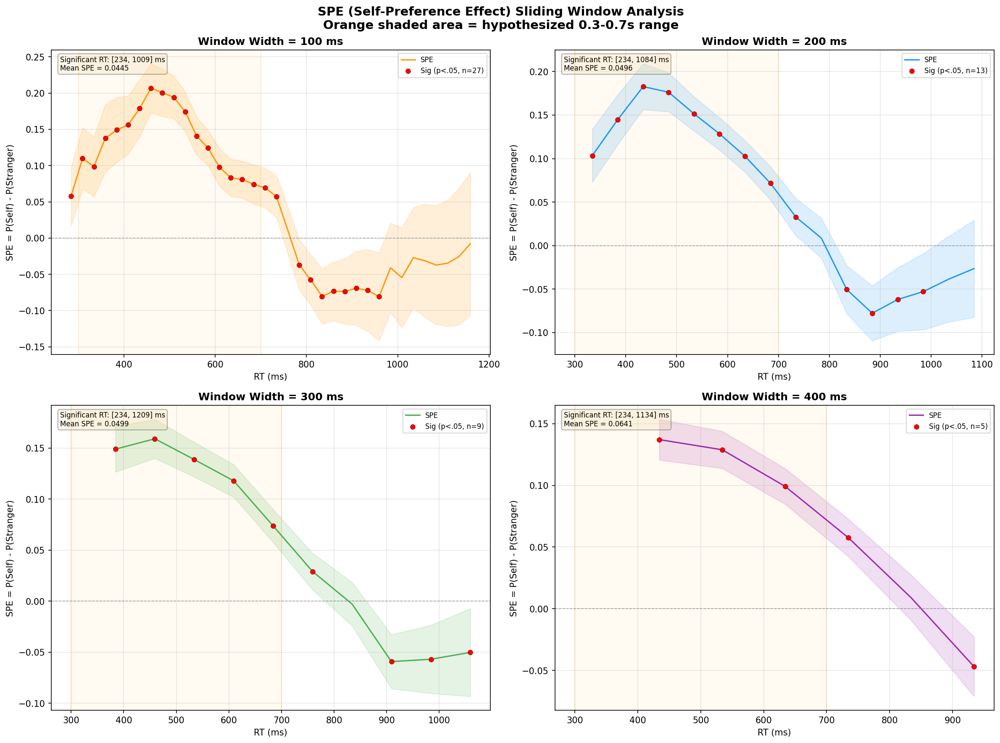 SPE (Self-Preference Effect) Sliding Window Analysis
Orange shaded area = hypothesized 0.3-0.7s range
Window Width = 100 ms
Significant RT: [234, 1009] ms
Mean SPE = 0.0445
SPE
Sig (p<.05, n=27)
0.25
0.20
0.15
0.10
0.05
0.00
−0.05
−0.10
−0.15
SPE = P(Self) - P(Stranger)
400 600 800 1000 1200
RT (ms)
Window Width = 200 ms
Significant RT: [234, 1084] ms
Mean SPE = 0.0496
SPE
Sig (p<.05, n=13)
0.20
0.15
0.10
0.05
0.00
−0.05
−0.10
SPE = P(Self) - P(Stranger)
300 400 500 600 700 800 900 1000 1100
RT (ms)
Window Width = 300 ms
Significant RT: [234, 1209] ms
Mean SPE = 0.0499
SPE
Sig (p<.05, n=9)
0.15
0.10
0.05
0.00
−0.05
−0.10
SPE = P(Self) - P(Stranger)
300 400 500 600 700 800 900 1000
RT (ms)
Window Width = 400 ms
Significant RT: [234, 1134] ms
Mean SPE = 0.0641
SPE
Sig (p<.05, n=5)
0.15
0.10
0.05
0.00
−0.05
SPE = P(Self) - P(Stranger)
300 400 500 600 700 800 900
RT (ms)